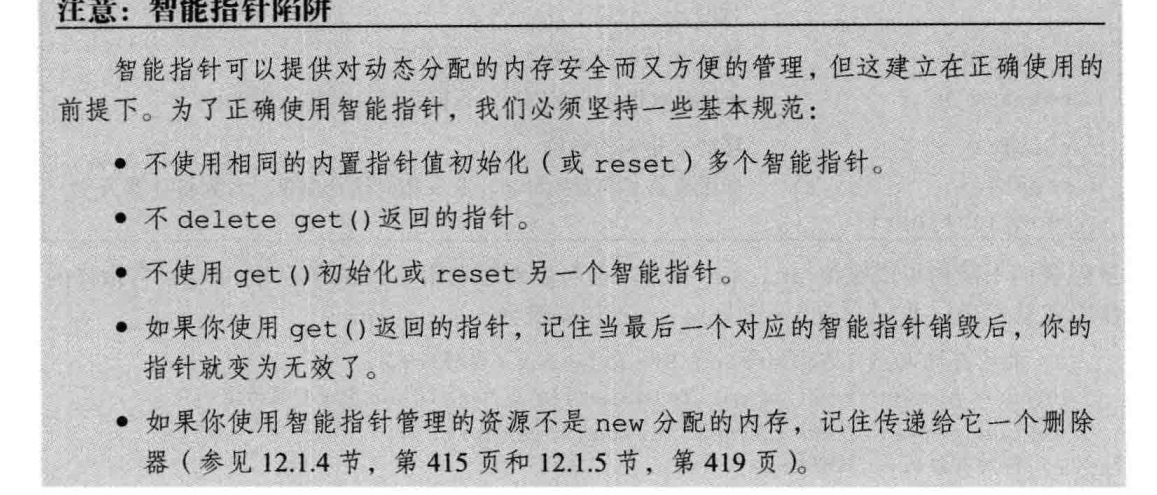 注意：智能指针陷阱
智能指针可以提供对动态分配的内存安全而又方便的管理，但这建立在正确使用的
前提下。为了正确使用智能指针，我们必须坚持一些基本规范：
• 不使用相同的内置指针值初始化（或 reset）多个智能指针。
• 不 delete get()返回的指针。
• 不使用 get()初始化或 reset 另一个智能指针。
• 如果你使用 get()返回的指针，记住当最后一个对应的智能指针销毁后，你的
指针就变为无效了。
• 如果你使用智能指针管理的资源不是 new 分配的内存，记住传递给它一个删除
器（参见 12.1.4 节，第 415 页和 12.1.5 节，第 419 页）。